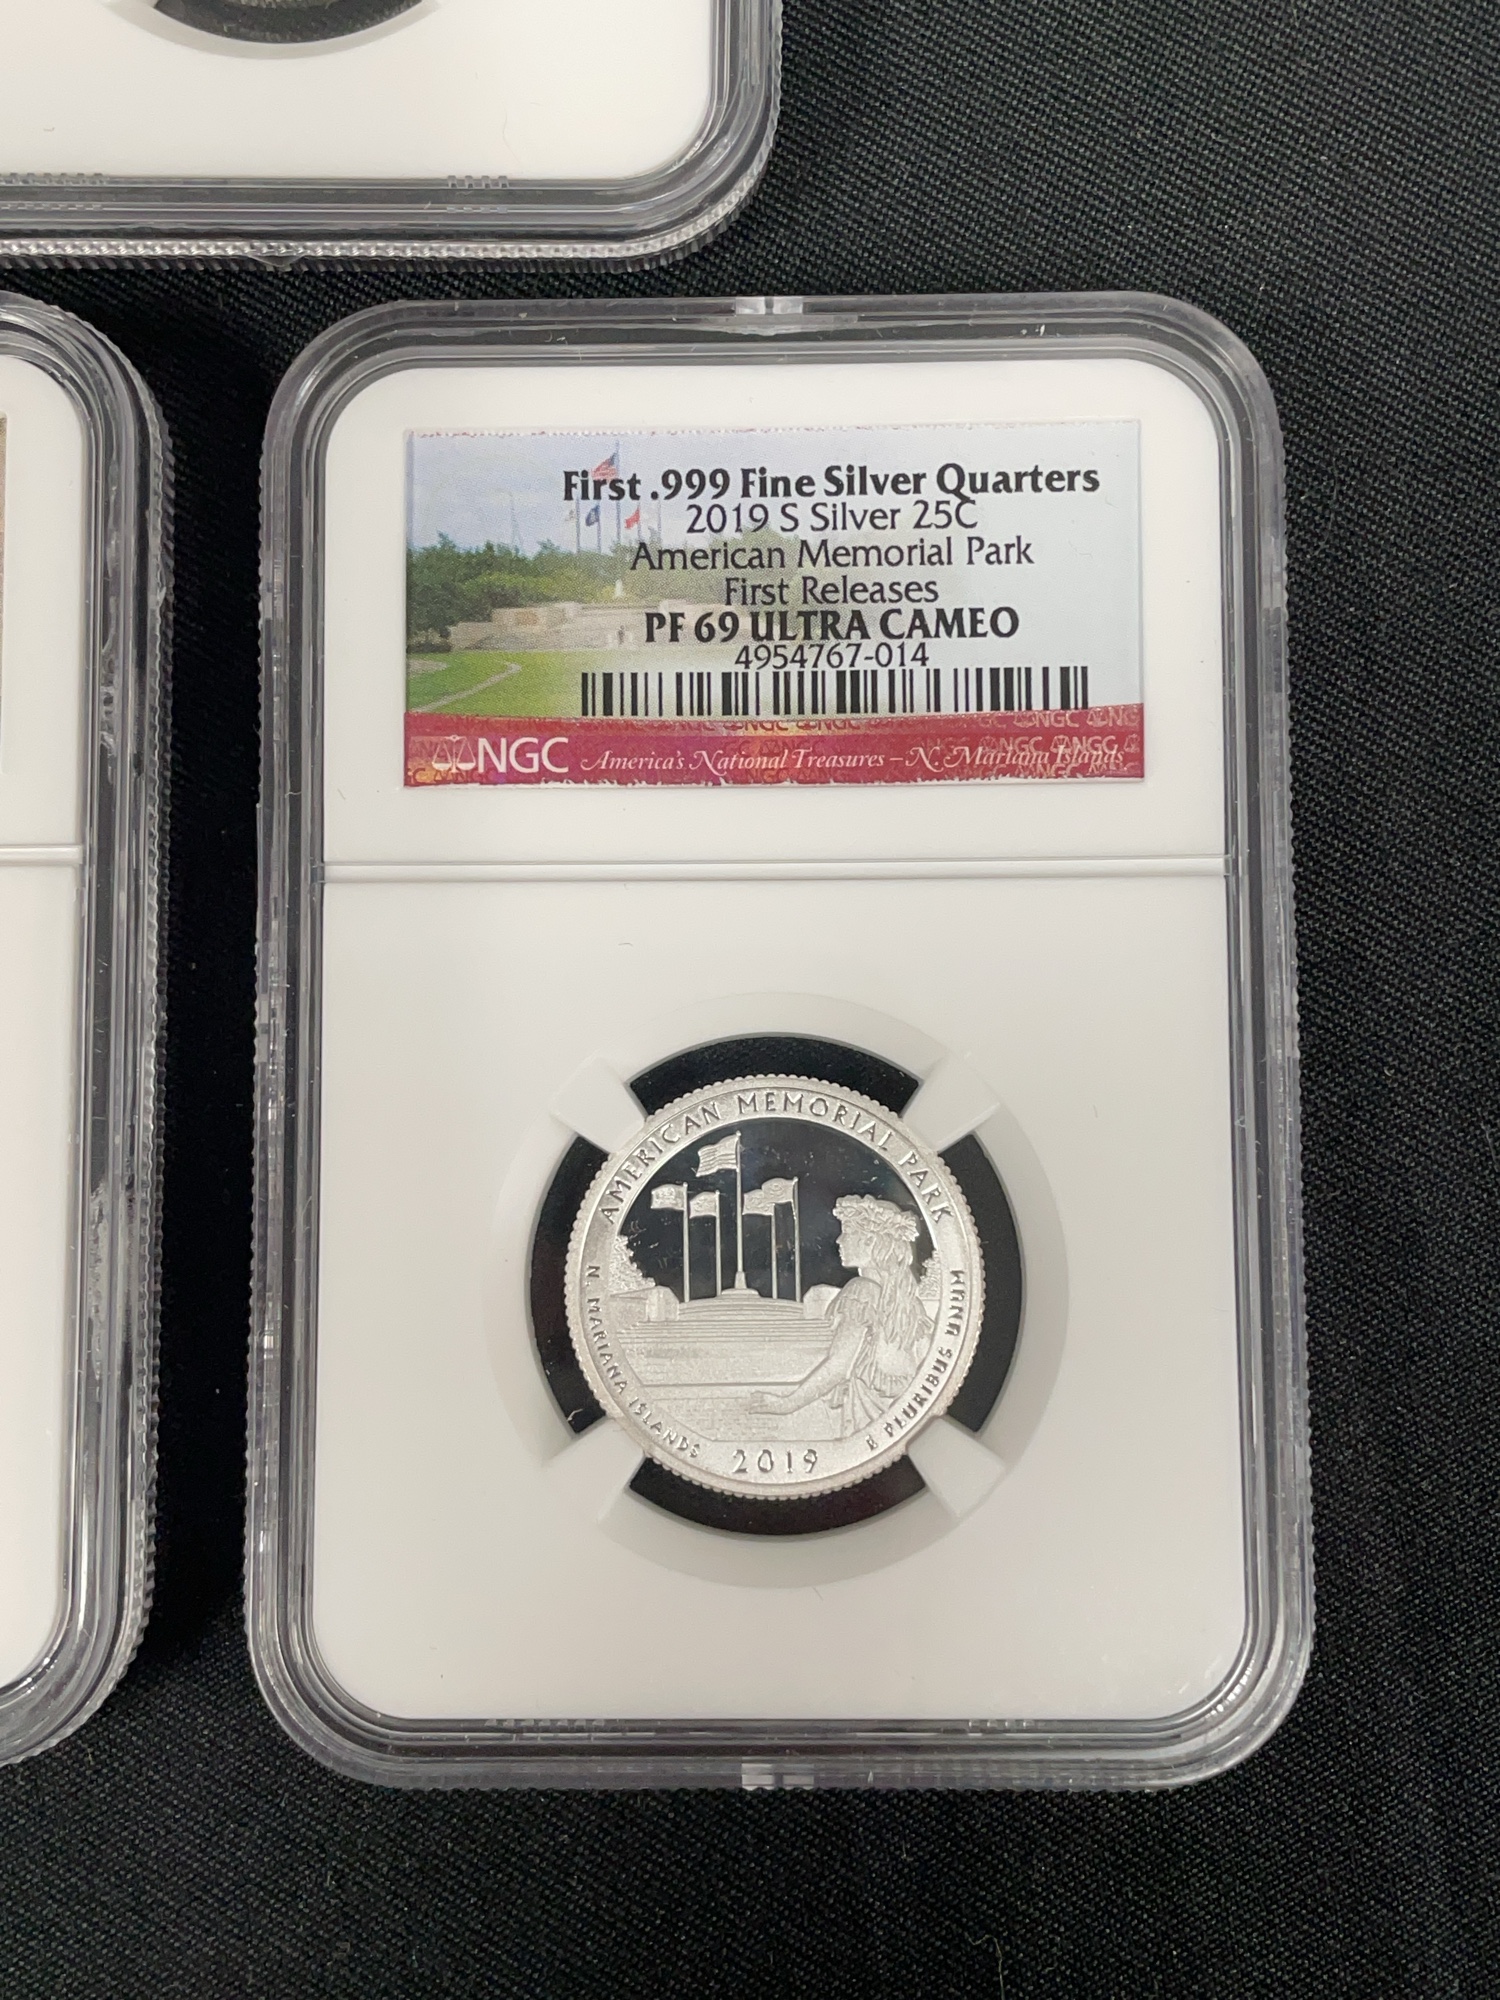 First .999 Fine Silver Quarters
2019 S Silver 25C
American Memorial Park
First Releases
PF 69 ULTRA CAMEO
4954767-014
NGC America's National Treasures – N. Mariana Islands
AMERICAN MEMORIAL PARK
N. MARIANA ISLANDS
2019
E PLURIBUS UNUM